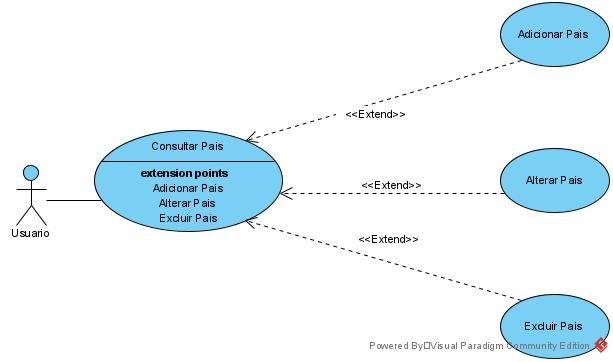 Adicionar Pais
<<Extend>>
Consultar Pais
extension points
Adicionar Pais
Alterar Pais
Excluir Pais
<<Extend>>
Alterar Pais
Usuario
<<Extend>>
Excluir Pais
Powered By□Visual Paradigm Community Edition